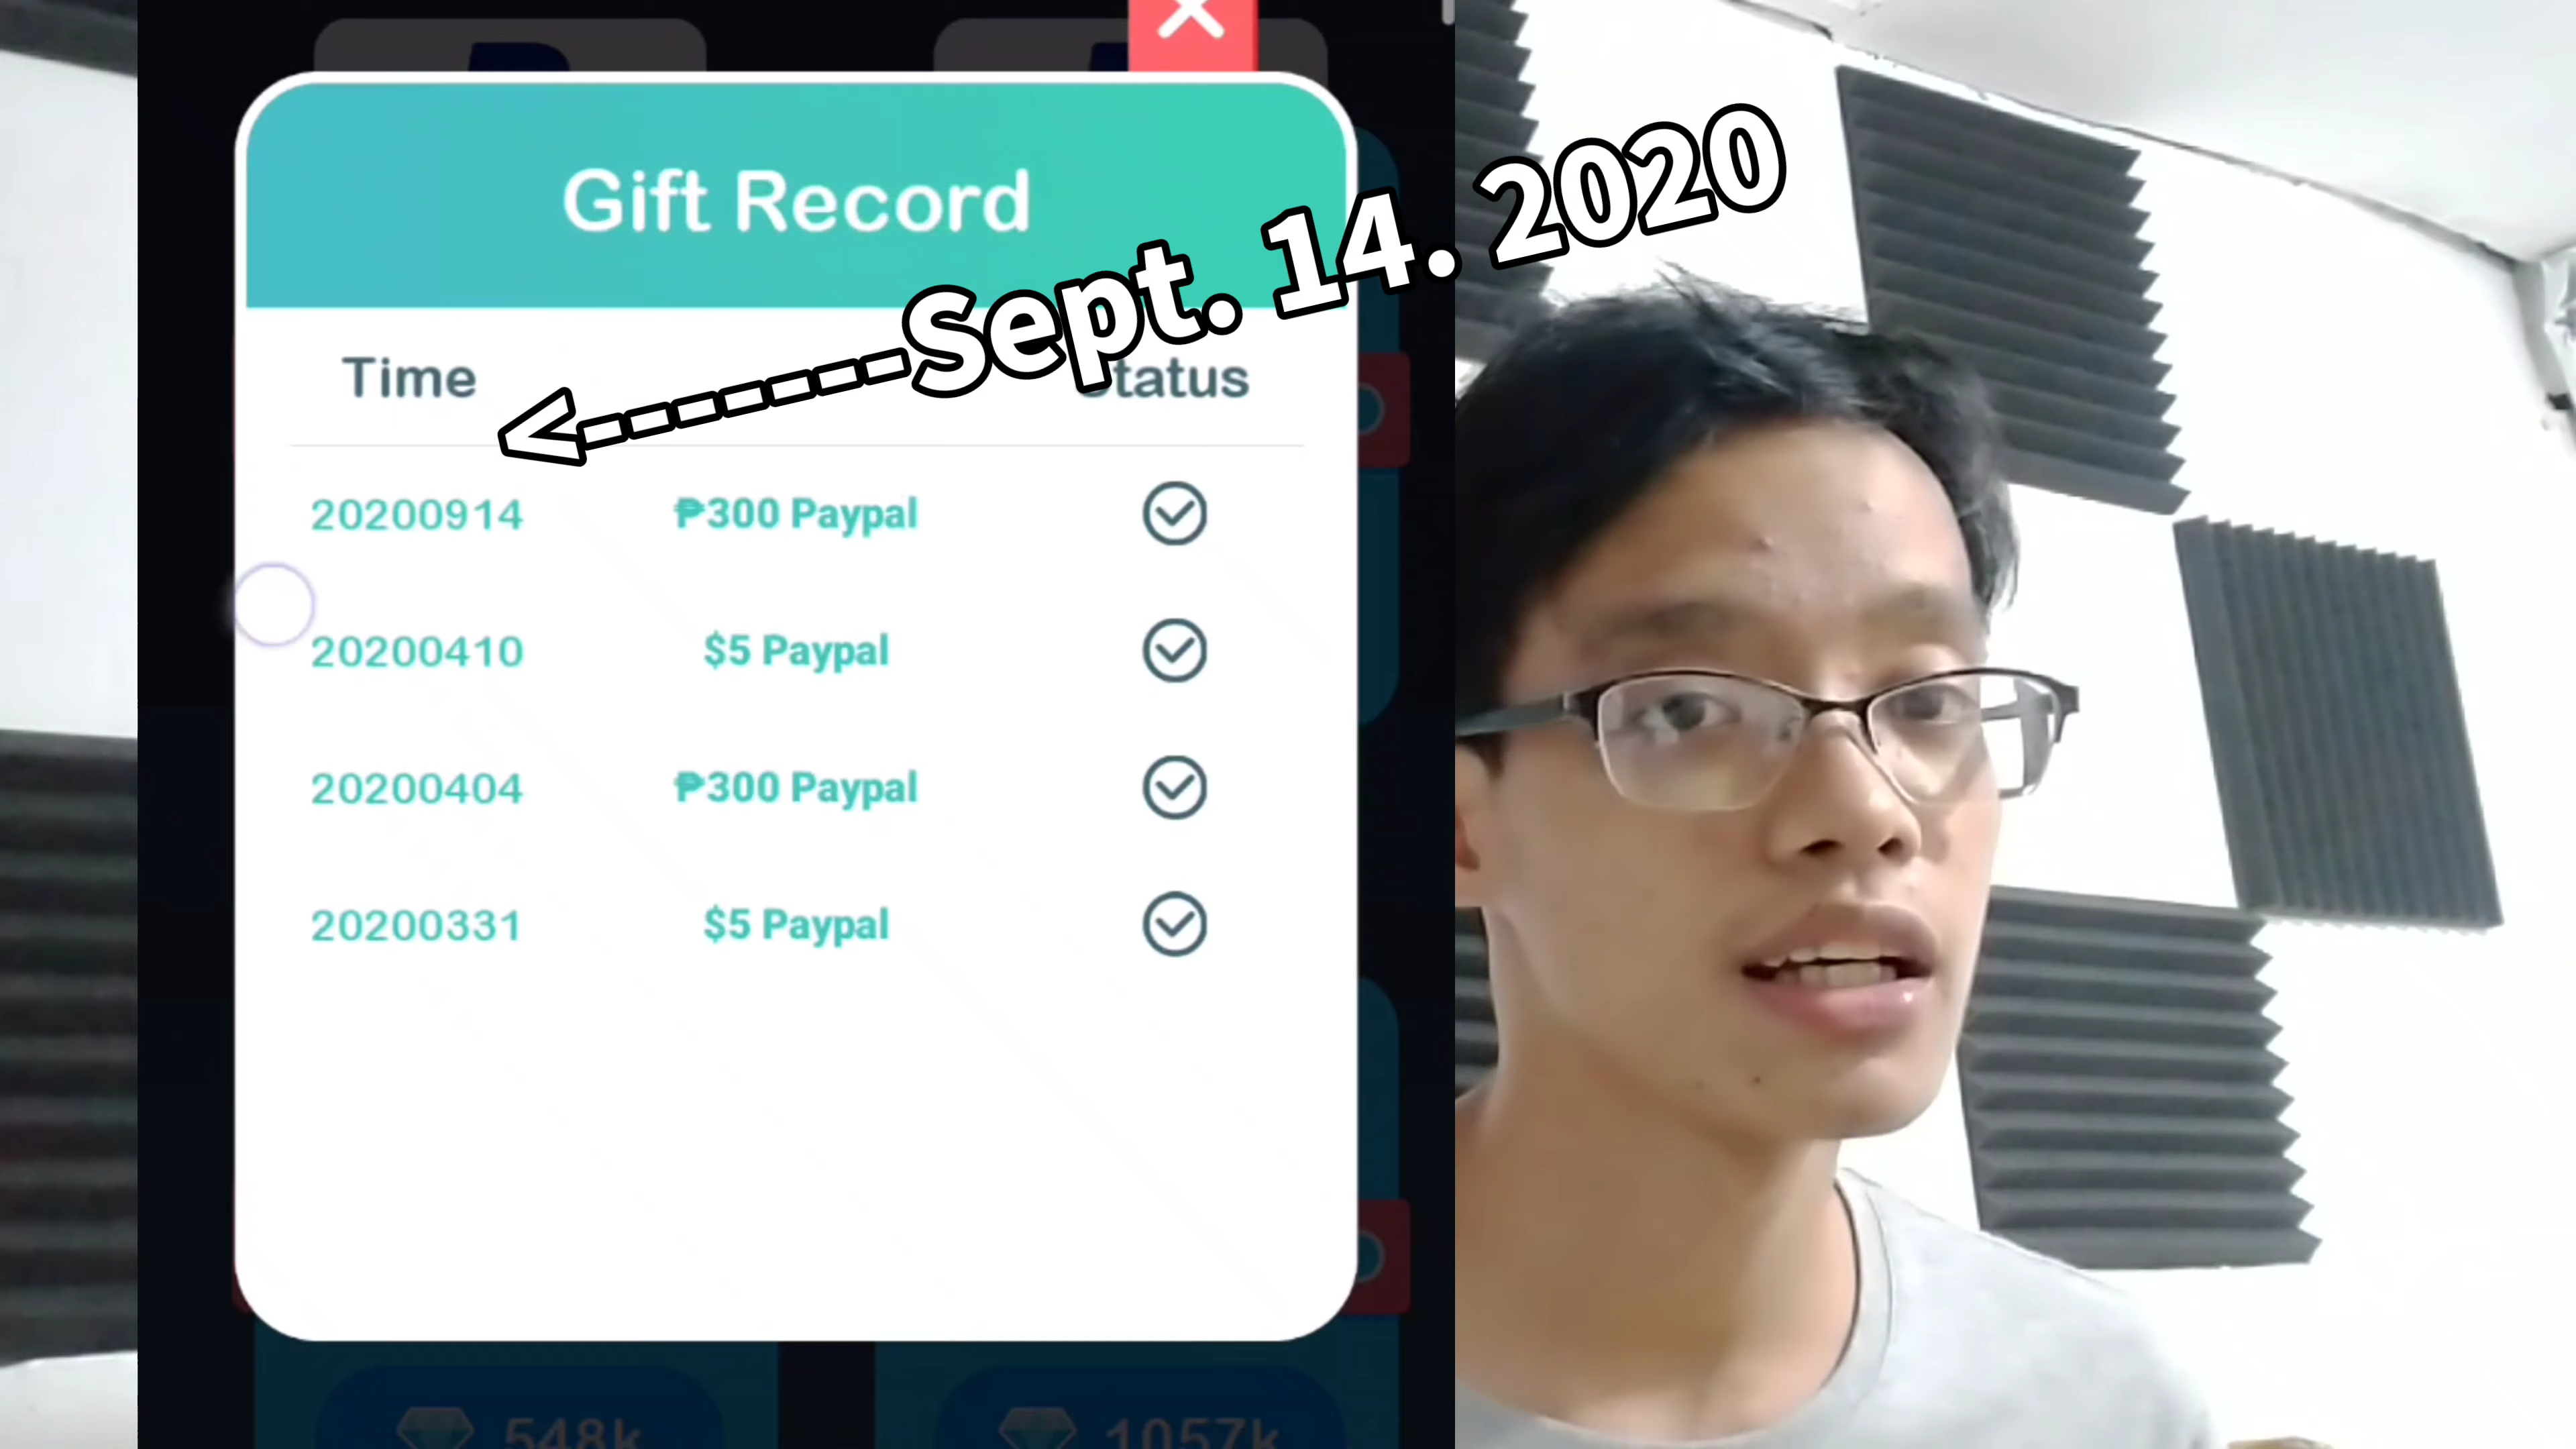 Gift Record
<-------Sept. 14. 2020
Time Status
20200914 ₱300 Paypal
20200410 $5 Paypal
20200404 ₱300 Paypal
20200331 $5 Paypal
548k 1057k